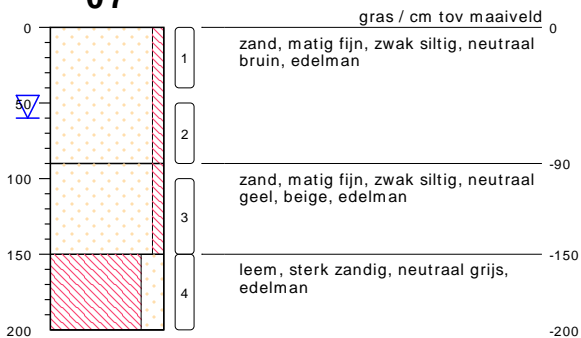 07
gras / cm tov maaiveld
0
0
zand, matig fijn, zwak siltig, neutraal
bruin, edelman
1
50
2
-90
zand, matig fijn, zwak siltig, neutraal
geel, beige, edelman
100
3
150
-150
leem, sterk zandig, neutraal grijs,
edelman
4
200
-200